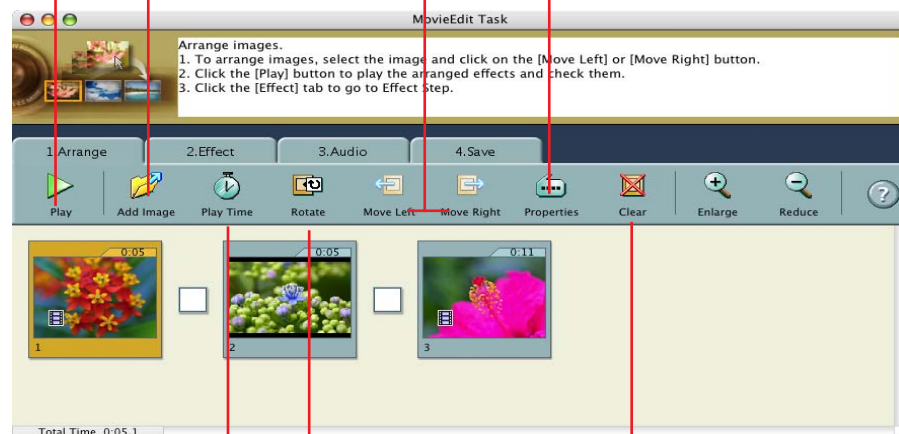 MovieEdit Task
Arrange images.
1. To arrange images, select the image and click on the [Move Left] or [Move Right] button.
2. Click the [Play] button to play the arranged effects and check them.
3. Click the [Effect] tab to go to Effect Step.
1.Arrange 2.Effect 3.Audio 4.Save
Play Add Image Play Time Rotate Move Left Move Right Properties Clear Enlarge Reduce ?
0:05 0:05 0:11
1 2 3
Total Time 0:05.1